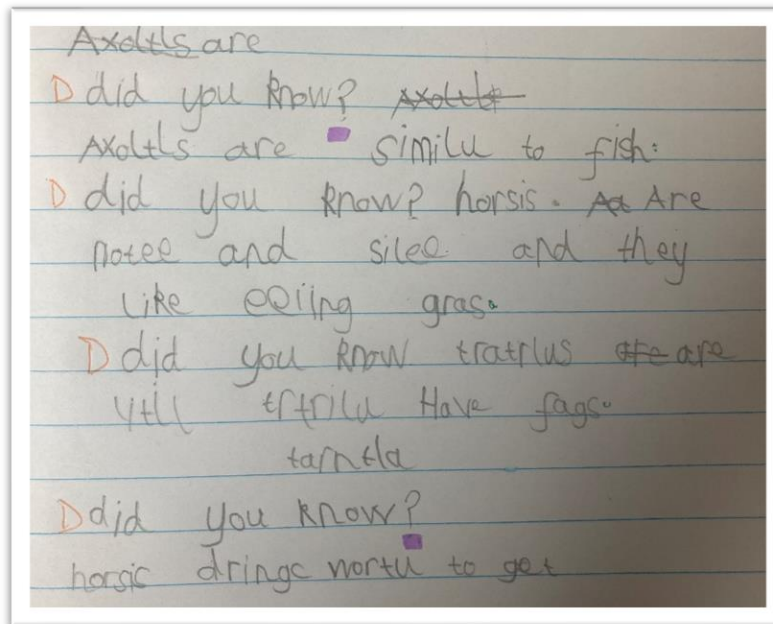 Axoltls are
D did you know? Axoltls
Axoltls are similu to fish.
D did you know? horsis. Aa Are
notee and silee and they
like eeiing gras.
D did you know tratrlus are are
trtrilu Have fags.
tarntla
D did you know?
horsic dringc wortu to get